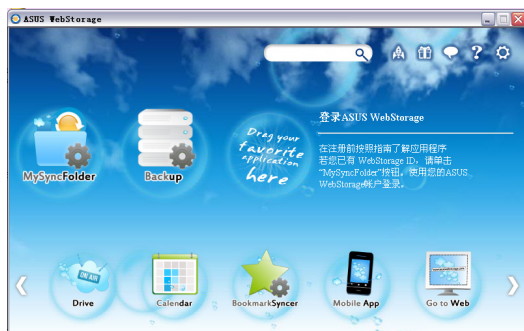 ASUS WebStorage
登录ASUS WebStorage
在注册前按照指南了解应用程序
若您已有 WebStorage ID，请单击
"MySyncFolder"按钮，使用您的ASUS
WebStorage帐户登录。
Drag your
favorite
application
here
MySyncFolder
Backup
ON AIR
Drive
Calendar
BookmarkSyncer
Mobile App
Go to Web